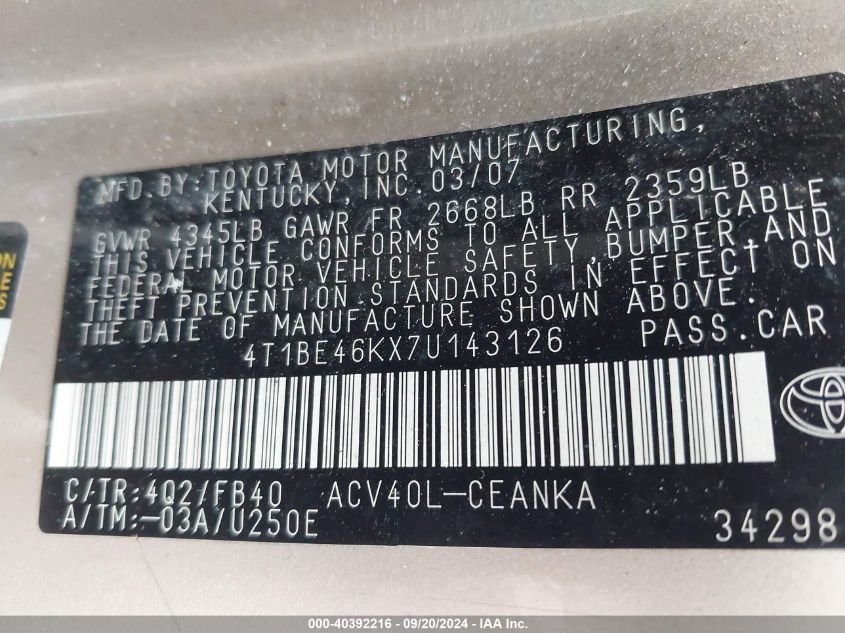 MFD. BY: TOYOTA MOTOR MANUFACTURING,
KENTUCKY, INC. 03/07
GVWR 4345LB GAWR FR 2668LB RR 2359LB
THIS VEHICLE CONFORMS TO ALL APPLICABLE
FEDERAL MOTOR VEHICLE SAFETY, BUMPER, AND
THEFT PREVENTION STANDARDS IN EFFECT ON
THE DATE OF MANUFACTURE SHOWN ABOVE.
4T1BE46KX7U143126 PASS.CAR
C/TR:4Q2/FB40 ACV40L-CEANKA
A/TM:-03A/U250E
34298
ON
E
S
000-40392216 - 09/20/2024 - IAA Inc.